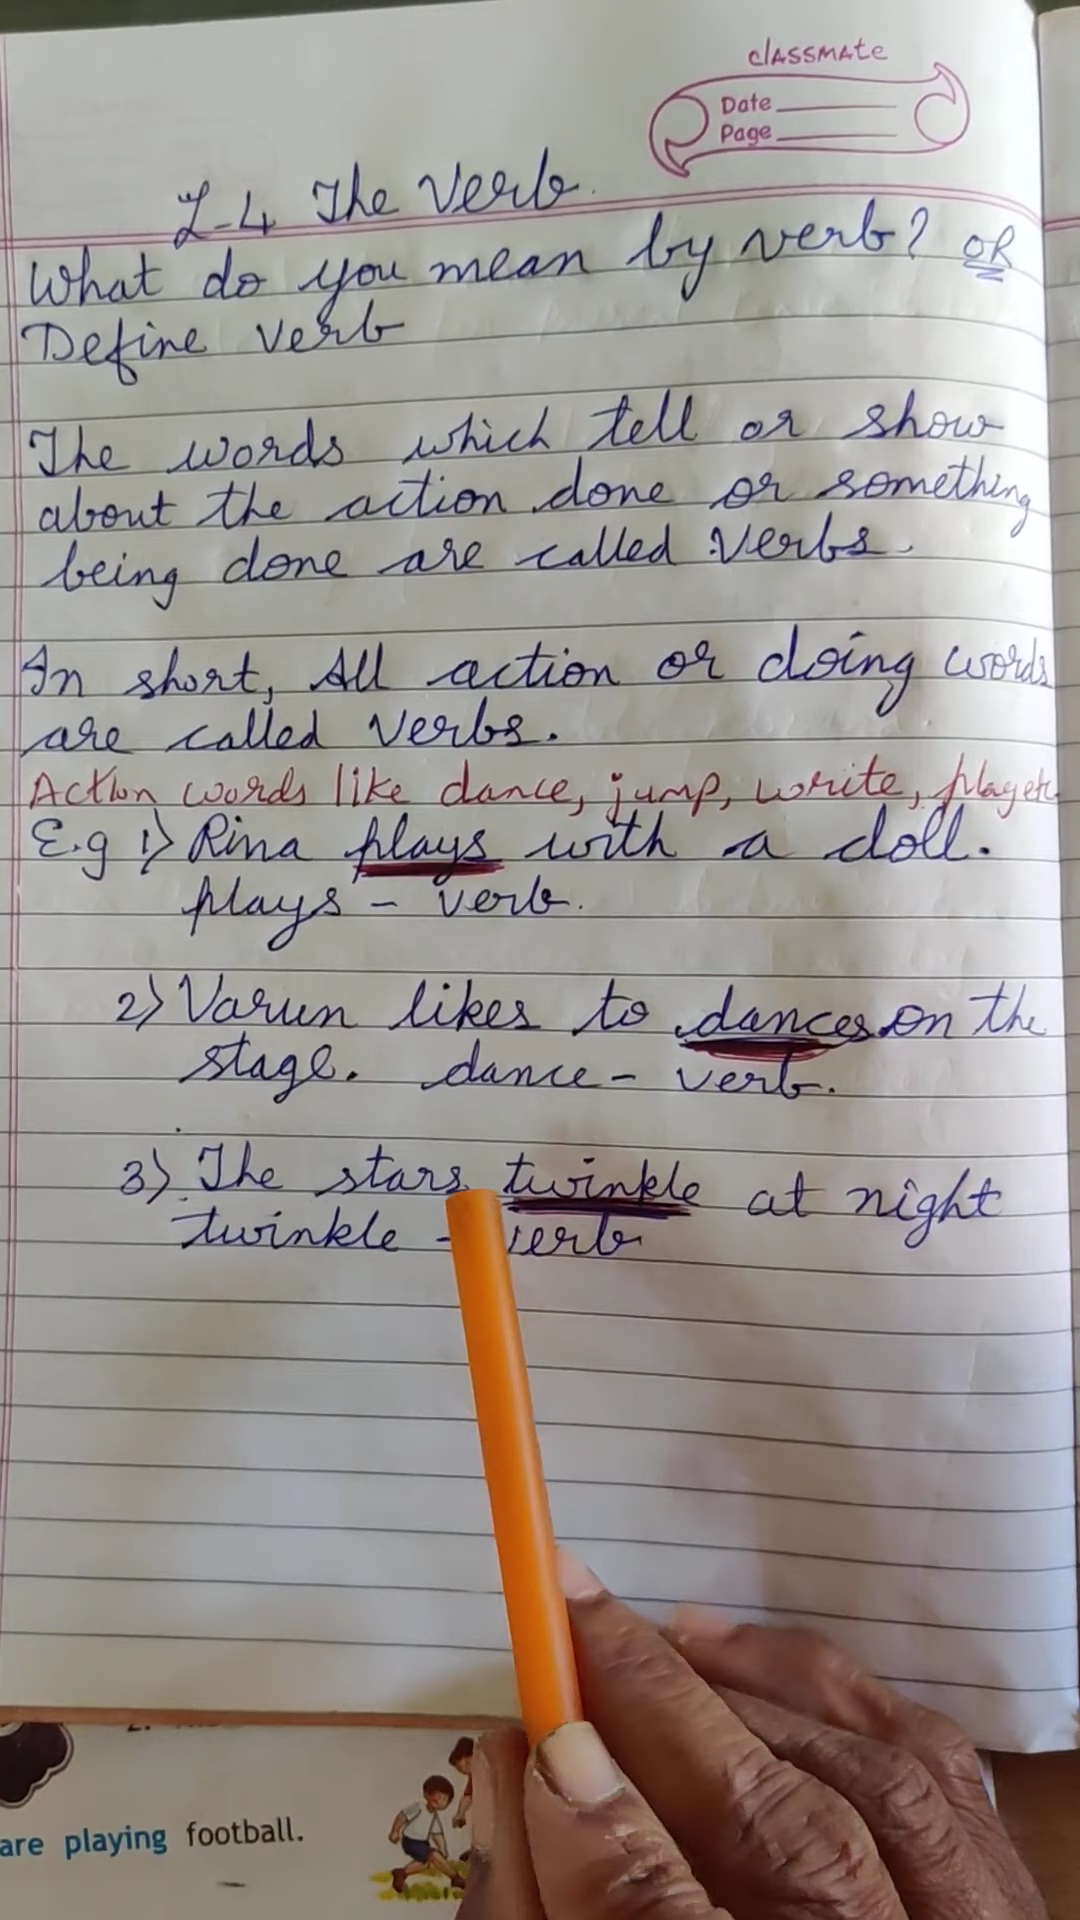 classmate
Date
Page
L-4 The Verb.
What do you mean by verb? OR
Define Verb
The words which tell or show
about the action done or something
being done are called Verbs.
In short, All action or doing words
are called Verbs.
Action words like dance, jump, write, play etc
E.g 1) Rina plays with a doll.
plays - verb.
2) Varun likes to dances on the
stage. dance - verb.
3) The stars twinkle at night
twinkle - verb
are playing football.